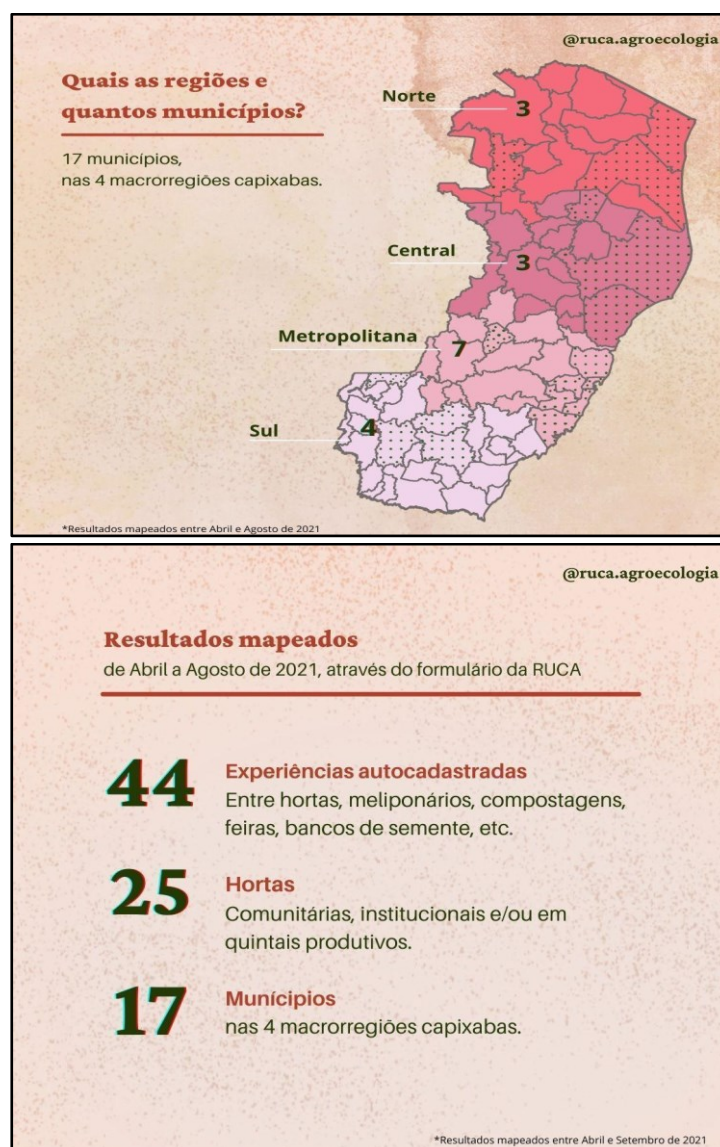 @ruca.agroecologia
Quais as regiões e
quantos municípios?
17 municípios,
nas 4 macrorregiões capixabas.
Norte
3
Central
3
Metropolitana
7
Sul
4
*Resultados mapeados entre Abril e Agosto de 2021
@ruca.agroecologia
Resultados mapeados
de Abril a Agosto de 2021, através do formulário da RUCA
44
Experiências autocadastradas
Entre hortas, meliponários, compostagens,
feiras, bancos de semente, etc.
25
Hortas
Comunitárias, institucionais e/ou em
quintais produtivos.
17
Munícipios
nas 4 macrorregiões capixabas.
*Resultados mapeados entre Abril e Setembro de 2021